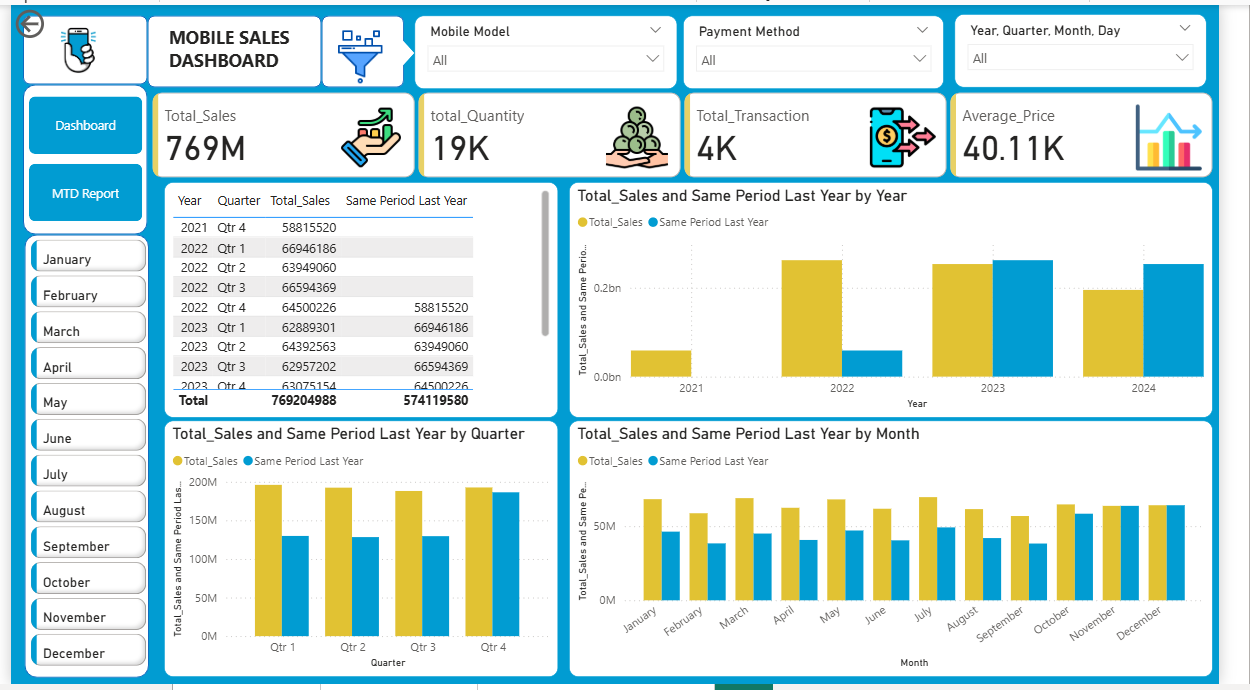 MOBILE SALES
DASHBOARD
Mobile Model
All
Payment Method
All
Year, Quarter, Month, Day
All
Dashboard
MTD Report
January
February
March
April
May
June
July
August
September
October
November
December
Total_Sales
769M
total_Quantity
19K
Total_Transaction
4K
Average_Price
40.11K
Year Quarter Total_Sales Same Period Last Year
2021 Qtr 4 58815520
2022 Qtr 1 66946186
2022 Qtr 2 63949060
2022 Qtr 3 66594369
2022 Qtr 4 64500226 58815520
2023 Qtr 1 62889301 66946186
2023 Qtr 2 64392563 63949060
2023 Qtr 3 62957202 66594369
2023 Qtr 4 63075154 64500226
Total 769204988 574119580
Total_Sales and Same Period Last Year by Year
Total_Sales Same Period Last Year
Total_Sales and Same Perio...
0.2bn
0.0bn
2021 2022 2023 2024
Year
Total_Sales and Same Period Last Year by Quarter
Total_Sales Same Period Last Year
Total_Sales and Same Period Las...
200M
150M
100M
50M
0M
Qtr 1 Qtr 2 Qtr 3 Qtr 4
Quarter
Total_Sales and Same Period Last Year by Month
Total_Sales Same Period Last Year
Total_Sales and Same Pe...
50M
0M
January February March April May June July August September October November December
Month